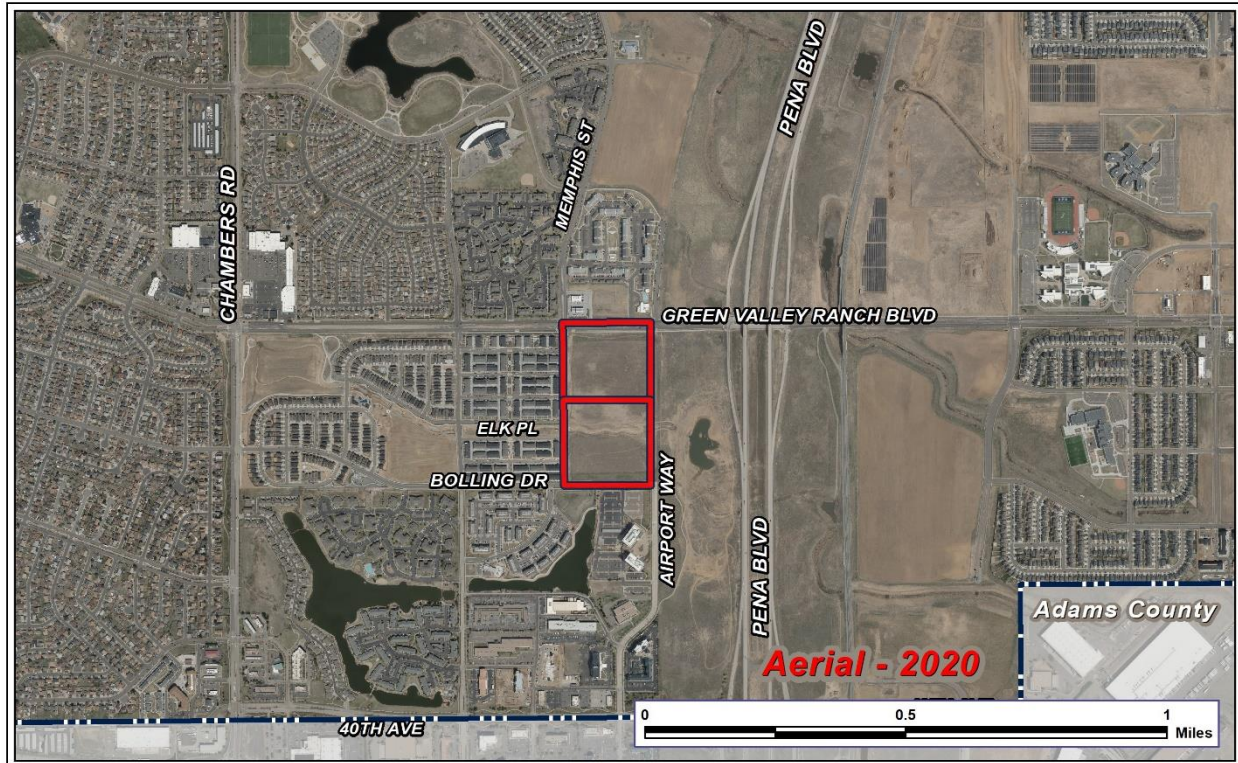 PENA BLVD
MEMPHIS ST
CHAMBERS RD
GREEN VALLEY RANCH BLVD
ELK PL
BOLLING DR
AIRPORT WAY
PENA BLVD
Adams County
Aerial - 2020
0 0.5 1
Miles
40TH AVE